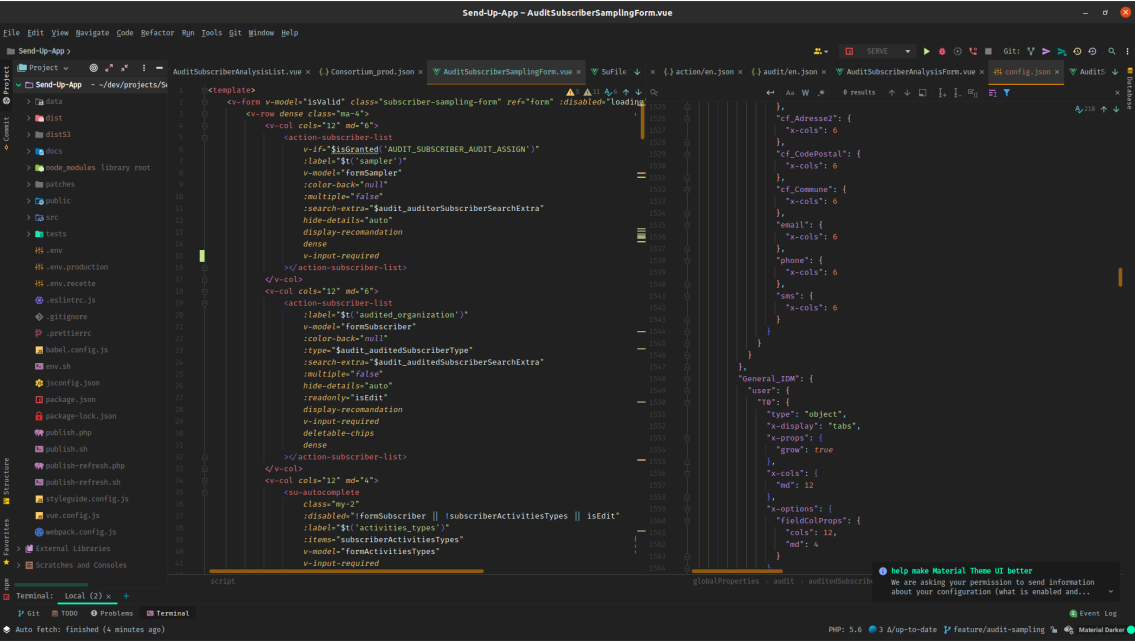 Send-Up-App – AuditSubscriberSamplingForm.vue
File Edit View Navigate Code Refactor Run Tools Git Window Help
Send-Up-App
SERVE
Git:
Project
AuditSubscriberAnalysisList.vue
Consortium_prod.json
AuditSubscriberSamplingForm.vue
SuFile
action/en.json
audit/en.json
AuditSubscriberAnalysisForm.vue
config.json
AuditS
Project
Commit
Structure
Favorites
npm
Database
Send-Up-App – ~/dev/projects/Se
data
dist
distS3
docs
node_modules library root
patches
public
src
tests
.env
.env.production
.env.recette
.eslintrc.js
.gitignore
.prettierrc
babel.config.js
env.sh
jsconfig.json
package.json
package-lock.json
publish.php
publish.sh
publish-refresh.php
publish-refresh.sh
styleguide.config.js
vue.config.js
webpack.config.js
External Libraries
Scratches and Consoles
5 11 6
<template>
<v-form v-model="isValid" class="subscriber-sampling-form" ref="form" :disabled="loading
<v-row dense class="ma-4">
<v-col cols="12" md="6">
<action-subscriber-list
v-if="$isGranted('AUDIT_SUBSCRIBER_AUDIT_ASSIGN')"
:label="$t('sampler')"
v-model="formSampler"
:color-back="null"
:multiple="false"
:search-extra="$audit_auditorSubscriberSearchExtra"
hide-details="auto"
display-recomandation
dense
v-input-required
></action-subscriber-list>
</v-col>
<v-col cols="12" md="6">
<action-subscriber-list
:label="$t('audited_organization')"
v-model="formSubscriber"
:color-back="null"
:type="$audit_auditedSubscriberType"
:search-extra="$audit_auditedSubscriberSearchExtra"
:multiple="false"
hide-details="auto"
:readonly="isEdit"
display-recomandation
v-input-required
deletable-chips
dense
></action-subscriber-list>
</v-col>
<v-col cols="12" md="4">
<su-autocomplete
class="my-2"
:disabled="!formSubscriber || !subscriberActivitiesTypes || isEdit"
:label="$t('activities_types')"
:items="subscriberActivitiesTypes"
v-model="formActivitiesTypes"
v-input-required
script
Aa W .* 0 results
218
},
"cf_Adresse2": {
"x-cols": 6
},
"cf_CodePostal": {
"x-cols": 6
},
"cf_Commune": {
"x-cols": 6
},
"email": {
"x-cols": 6
},
"phone": {
"x-cols": 6
},
"sms": {
"x-cols": 6
}
}
}
}
},
"General_IDM": {
"user": {
"T0": {
"type": "object",
"x-display": "tabs",
"x-props": {
"grow": true
},
"x-cols": {
"md": 12
},
"x-options": {
"fieldColProps": {
"cols": 12,
"md": 4
}
globalProperties › audit › auditedSubscribe
help make Material Theme UI better
We are asking your permission to send information
about your configuration (what is enabled and...
Terminal: Local (2) × +
Git TODO Problems Terminal
Event Log
Auto fetch: finished (4 minutes ago)
PHP: 5.6 3 Δ/up-to-date feature/audit-sampling Material Darker